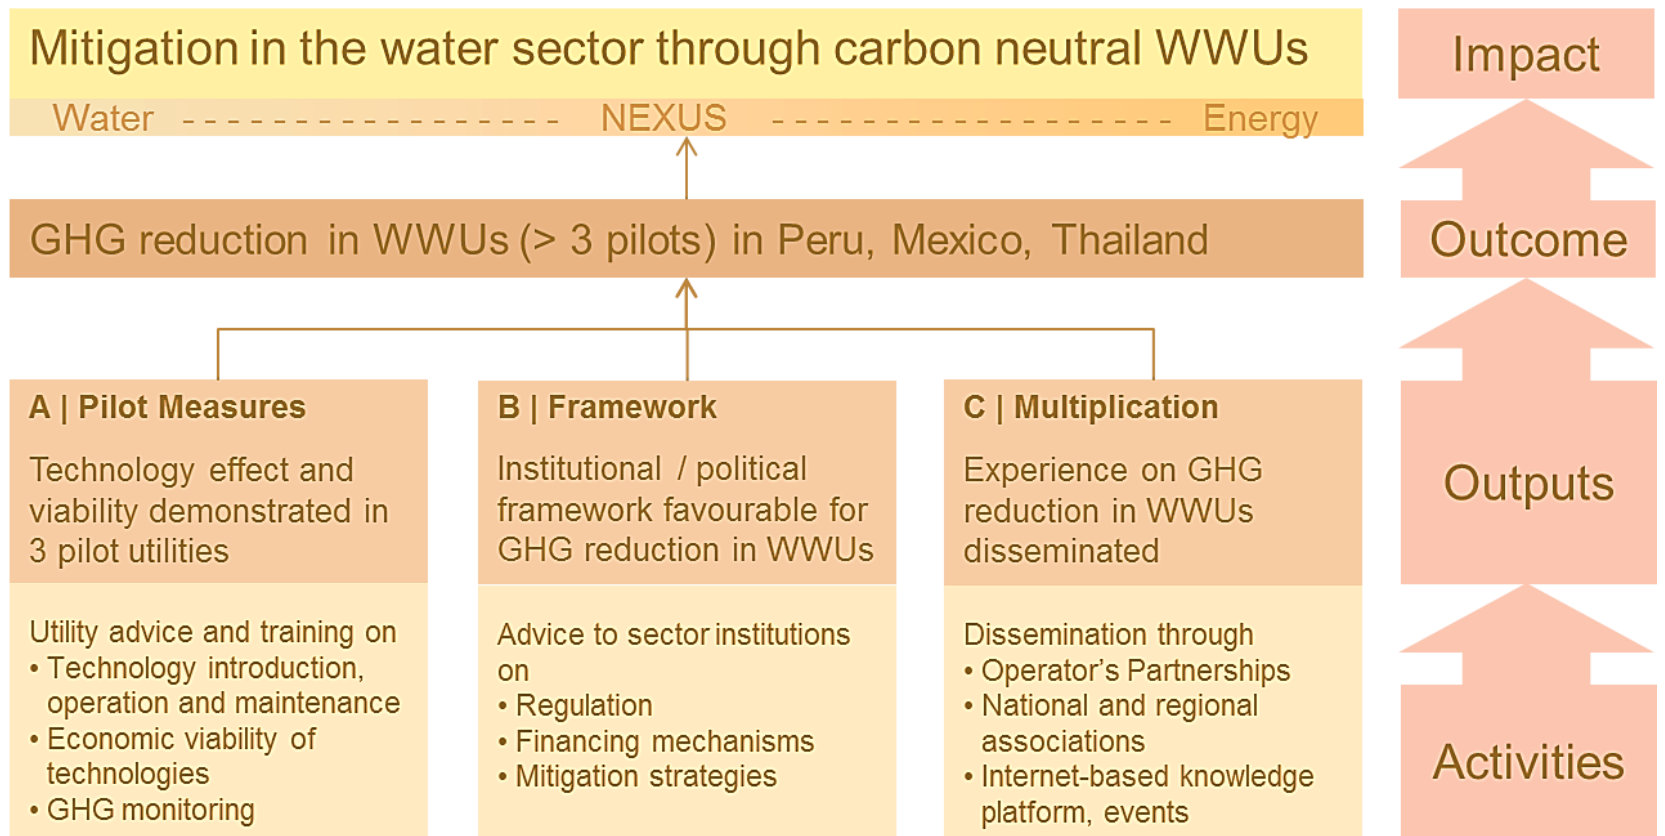 Mitigation in the water sector through carbon neutral WWUs
Impact
Water - - - - - - - - - - - - - - - - - - NEXUS - - - - - - - - - - - - - - - - - - - Energy
GHG reduction in WWUs (> 3 pilots) in Peru, Mexico, Thailand
Outcome
A | Pilot Measures
Technology effect and
viability demonstrated in
3 pilot utilities
B | Framework
Institutional / political
framework favourable for
GHG reduction in WWUs
C | Multiplication
Experience on GHG
reduction in WWUs
disseminated
Outputs
Utility advice and training on
• Technology introduction,
operation and maintenance
• Economic viability of
technologies
• GHG monitoring
Advice to sector institutions
on
• Regulation
• Financing mechanisms
• Mitigation strategies
Dissemination through
• Operator’s Partnerships
• National and regional
associations
• Internet-based knowledge
platform, events
Activities